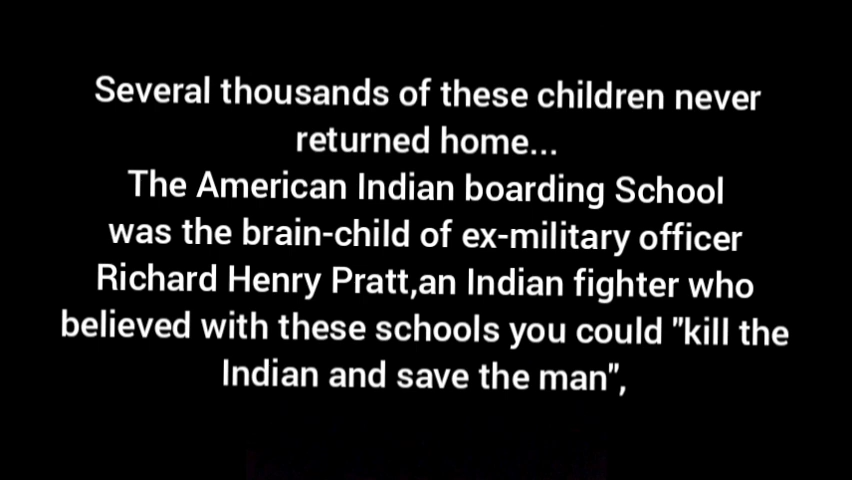 Several thousands of these children never
returned home...
The American Indian boarding School
was the brain-child of ex-military officer
Richard Henry Pratt,an Indian fighter who
believed with these schools you could "kill the
Indian and save the man",